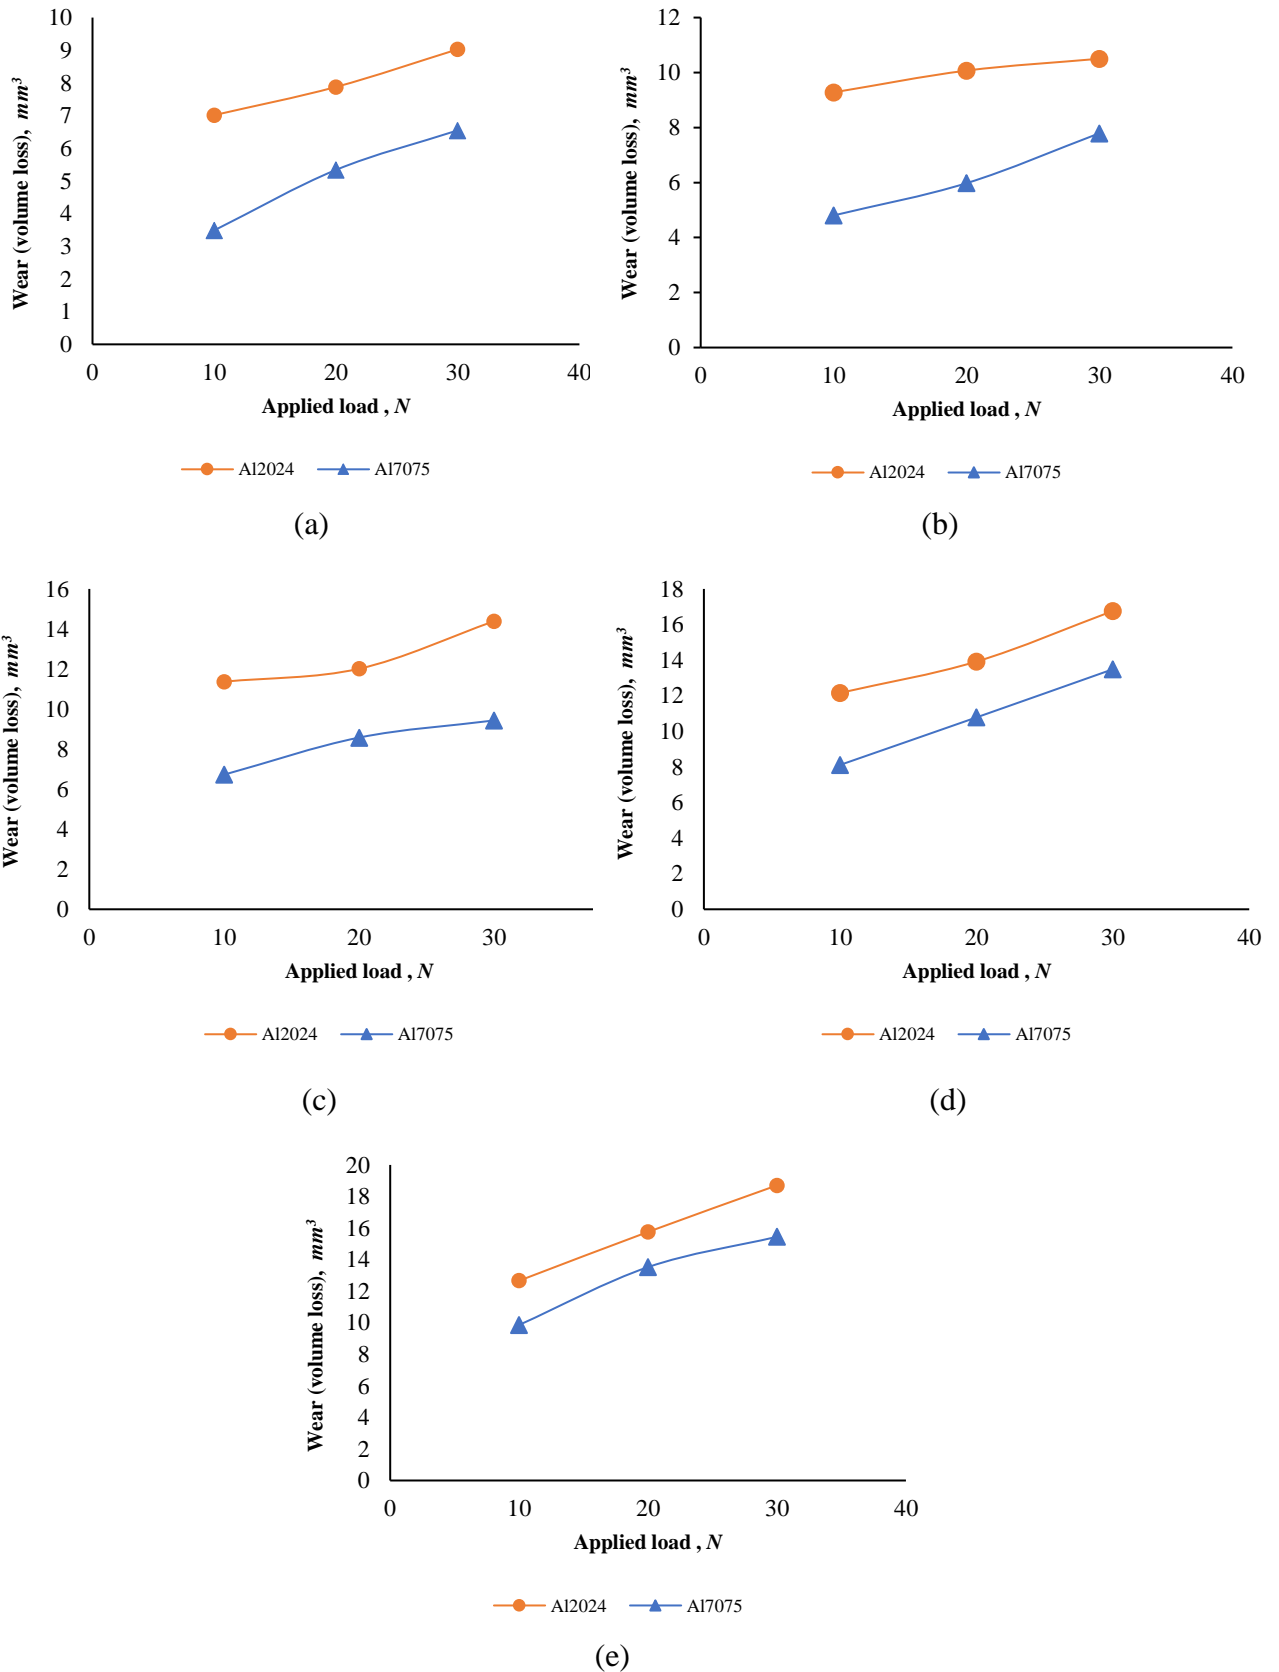 10
9
8
7
6
5
4
3
2
1
0
Wear (volume loss), mm³
0 10 20 30 40
Applied load , N
Al2024 Al7075
(a)
12
10
8
6
4
2
0
Wear (volume loss), mm³
0 10 20 30 40
Applied load , N
Al2024 Al7075
(b)
16
14
12
10
8
6
4
2
0
Wear (volume loss), mm³
0 10 20 30
Applied load , N
Al2024 Al7075
(c)
18
16
14
12
10
8
6
4
2
0
Wear (volume loss), mm³
0 10 20 30 40
Applied load , N
Al2024 Al7075
(d)
20
18
16
14
12
10
8
6
4
2
0
Wear (volume loss), mm³
0 10 20 30 40
Applied load , N
Al2024 Al7075
(e)